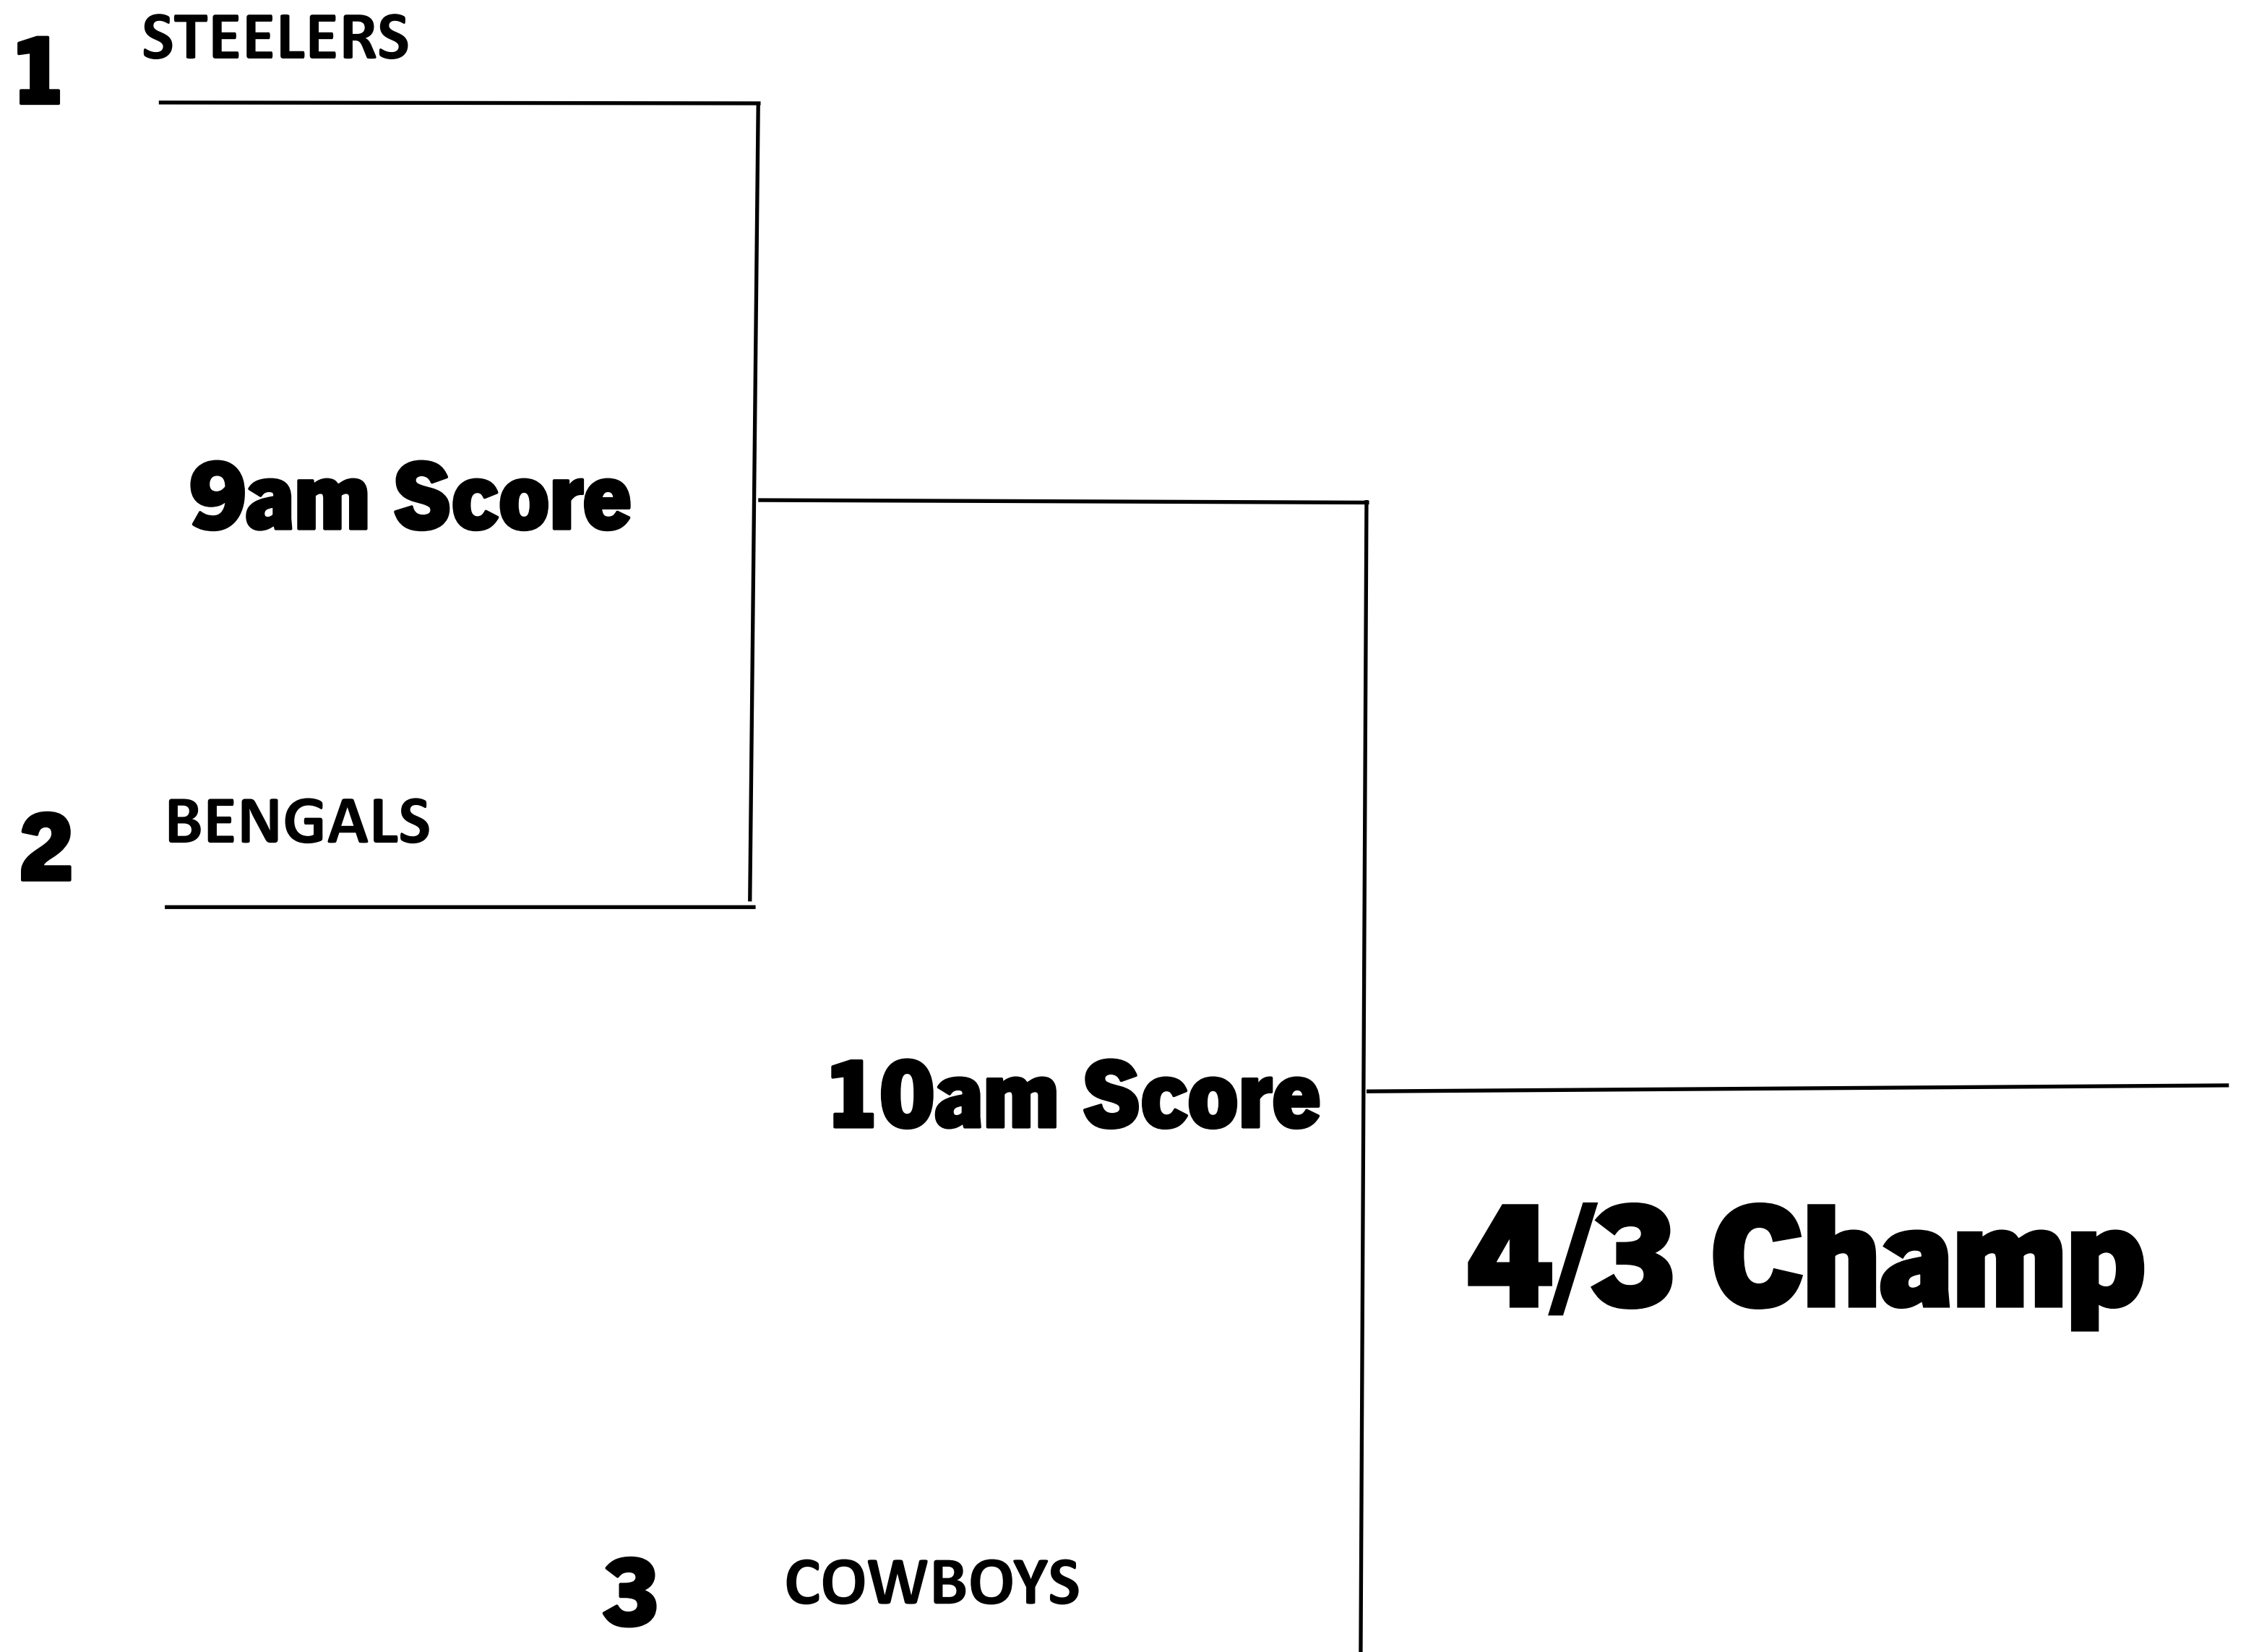 1
STEELERS
9am Score
2
BENGALS
10am Score
4/3 Champ
3
COWBOYS